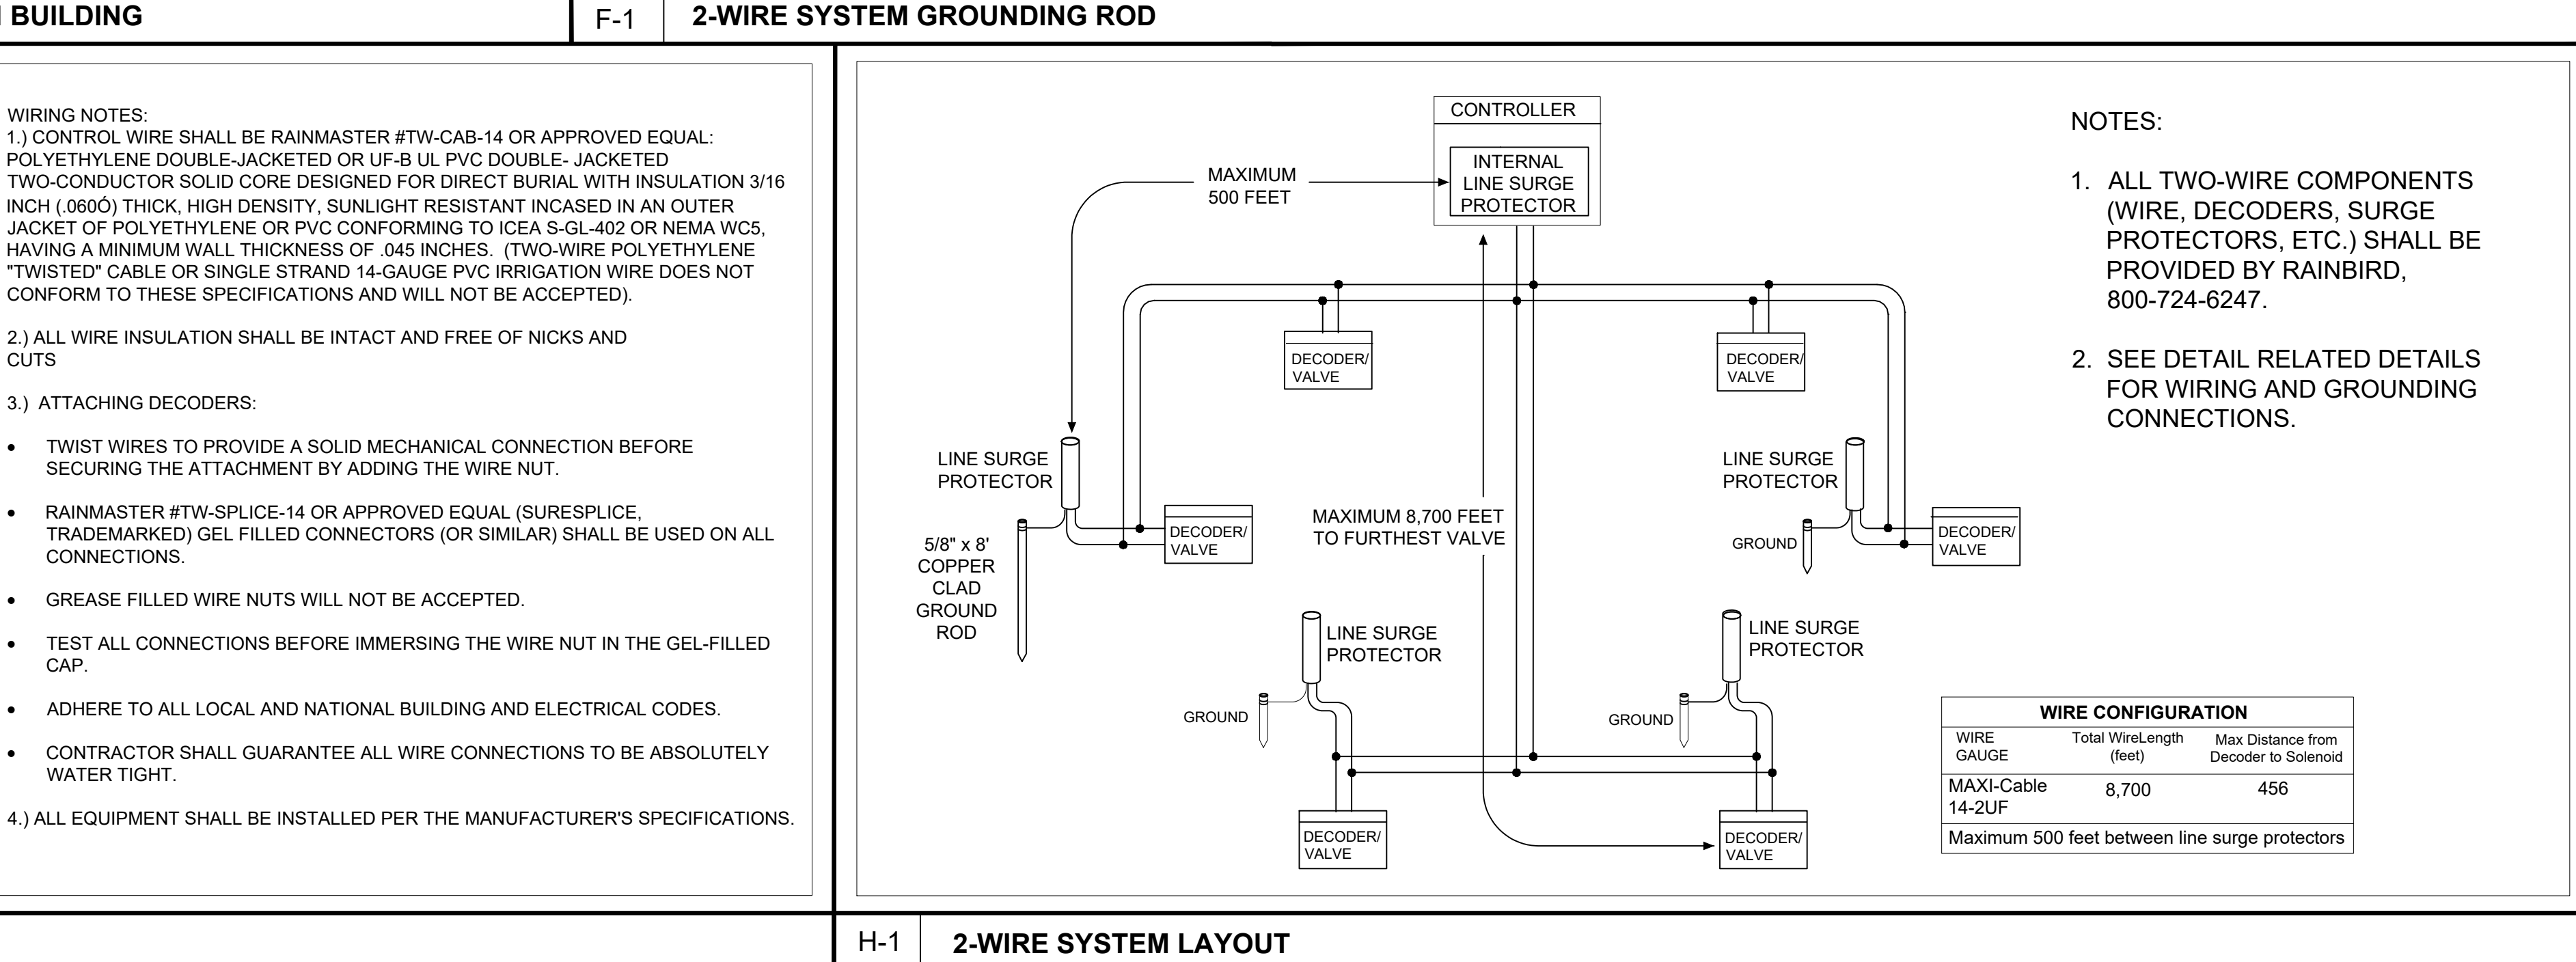 BUILDING
F-1
2-WIRE SYSTEM GROUNDING ROD
WIRING NOTES:
1.) CONTROL WIRE SHALL BE RAINMASTER #TW-CAB-14 OR APPROVED EQUAL:
POLYETHYLENE DOUBLE-JACKETED OR UF-B UL PVC DOUBLE- JACKETED
TWO-CONDUCTOR SOLID CORE DESIGNED FOR DIRECT BURIAL WITH INSULATION 3/16
INCH (.060Ó) THICK, HIGH DENSITY, SUNLIGHT RESISTANT INCASED IN AN OUTER
JACKET OF POLYETHYLENE OR PVC CONFORMING TO ICEA S-GL-402 OR NEMA WC5,
HAVING A MINIMUM WALL THICKNESS OF .045 INCHES.  (TWO-WIRE POLYETHYLENE
"TWISTED" CABLE OR SINGLE STRAND 14-GAUGE PVC IRRIGATION WIRE DOES NOT
CONFORM TO THESE SPECIFICATIONS AND WILL NOT BE ACCEPTED).
2.) ALL WIRE INSULATION SHALL BE INTACT AND FREE OF NICKS AND
CUTS
3.)  ATTACHING DECODERS:
• TWIST WIRES TO PROVIDE A SOLID MECHANICAL CONNECTION BEFORE
SECURING THE ATTACHMENT BY ADDING THE WIRE NUT.
• RAINMASTER #TW-SPLICE-14 OR APPROVED EQUAL (SURESPLICE,
TRADEMARKED) GEL FILLED CONNECTORS (OR SIMILAR) SHALL BE USED ON ALL
CONNECTIONS.
• GREASE FILLED WIRE NUTS WILL NOT BE ACCEPTED.
• TEST ALL CONNECTIONS BEFORE IMMERSING THE WIRE NUT IN THE GEL-FILLED
CAP.
• ADHERE TO ALL LOCAL AND NATIONAL BUILDING AND ELECTRICAL CODES.
• CONTRACTOR SHALL GUARANTEE ALL WIRE CONNECTIONS TO BE ABSOLUTELY
WATER TIGHT.
4.) ALL EQUIPMENT SHALL BE INSTALLED PER THE MANUFACTURER'S SPECIFICATIONS.
CONTROLLER
INTERNAL
LINE SURGE
PROTECTOR
MAXIMUM
500 FEET
DECODER/
VALVE
DECODER/
VALVE
LINE SURGE
PROTECTOR
DECODER/
VALVE
5/8" x 8'
COPPER
CLAD
GROUND
ROD
MAXIMUM 8,700 FEET
TO FURTHEST VALVE
LINE SURGE
PROTECTOR
GROUND
DECODER/
VALVE
LINE SURGE
PROTECTOR
GROUND
DECODER/
VALVE
LINE SURGE
PROTECTOR
GROUND
DECODER/
VALVE
NOTES:
1. ALL TWO-WIRE COMPONENTS
(WIRE, DECODERS, SURGE
PROTECTORS, ETC.) SHALL BE
PROVIDED BY RAINBIRD,
800-724-6247.
2. SEE DETAIL RELATED DETAILS
FOR WIRING AND GROUNDING
CONNECTIONS.
WIRE CONFIGURATION
WIRE
GAUGE
Total WireLength
(feet)
Max Distance from
Decoder to Solenoid
MAXI-Cable
14-2UF
8,700
456
Maximum 500 feet between line surge protectors
H-1
2-WIRE SYSTEM LAYOUT